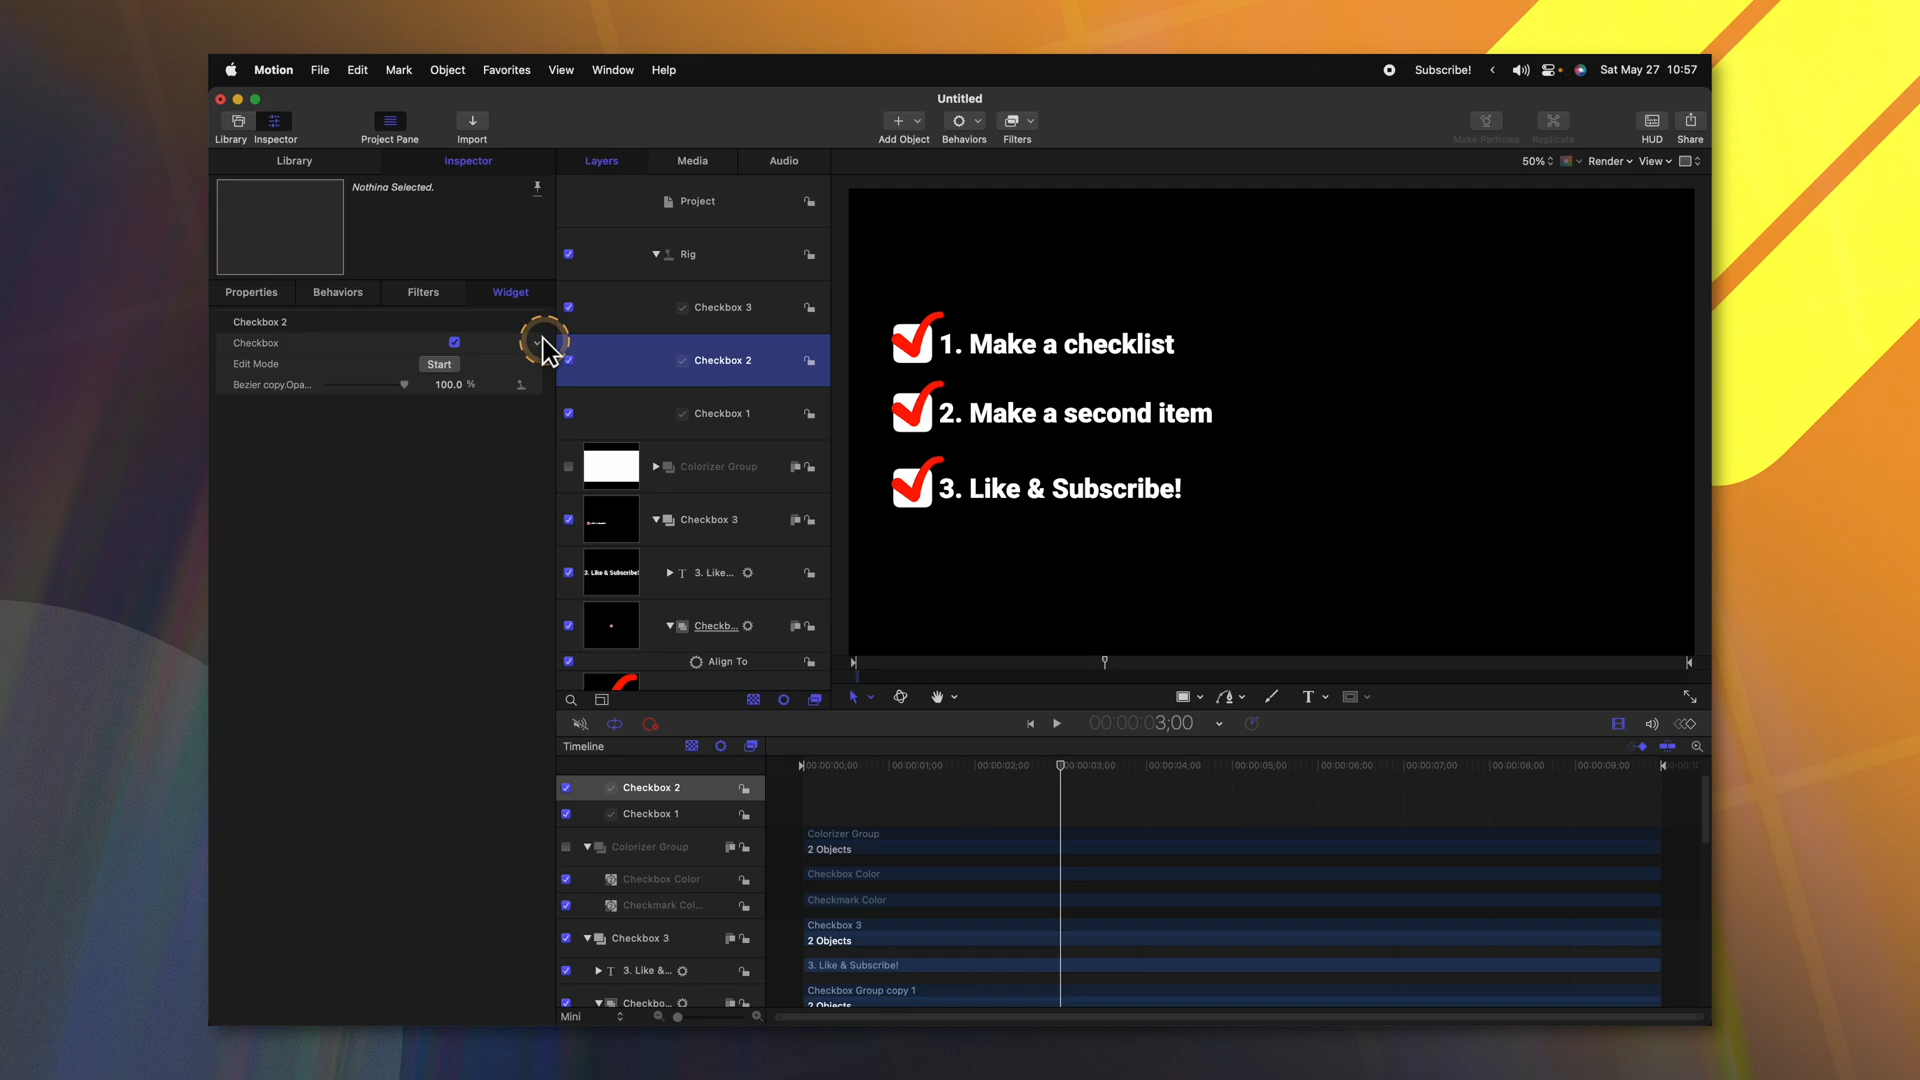 Motion File Edit Mark Object Favorites View Window Help
Subscribe! Sat May 27 10:57
Untitled
Library Inspector Project Pane Import Add Object Behaviors Filters Make Particles Replicate HUD Share
Library Inspector Layers Media Audio 50% Render View
Nothing Selected.
Project
Rig
Properties Behaviors Filters Widget
Checkbox 2
Checkbox
Edit Mode Start
Bezier copy.Opa... 100.0 %
Checkbox 3
Checkbox 2
Checkbox 1
Colorizer Group
Checkbox 3
3. Like & Subscribe! T 3. Like...
Checkb...
Align To
1. Make a checklist
2. Make a second item
3. Like & Subscribe!
T
00:00:03;00
Timeline
00:00:00;00 00:00:01;00 00:00:02;00 00:00:03;00 00:00:04;00 00:00:05;00 00:00:06;00 00:00:07;00 00:00:08;00 00:00:09;00
Checkbox 2
Checkbox 1
Colorizer Group
Colorizer Group
2 Objects
Checkbox Color
Checkbox Color
Checkmark Col...
Checkmark Color
Checkbox 3
Checkbox 3
2 Objects
T 3. Like &...
3. Like & Subscribe!
Checkbo...
Checkbox Group copy 1
2 Objects
Mini